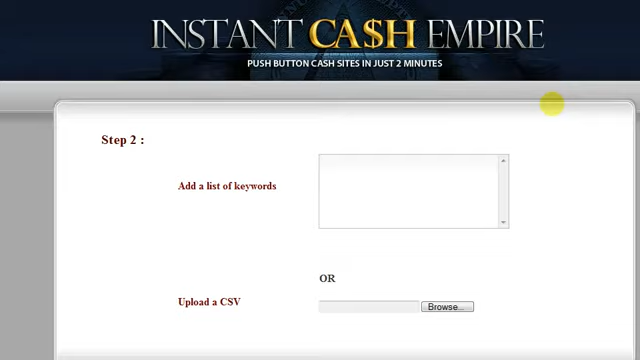 INSTANT CA$H EMPIRE
PUSH BUTTON CASH SITES IN JUST 2 MINUTES
Step 2 :
Add a list of keywords
OR
Upload a CSV
Browse...